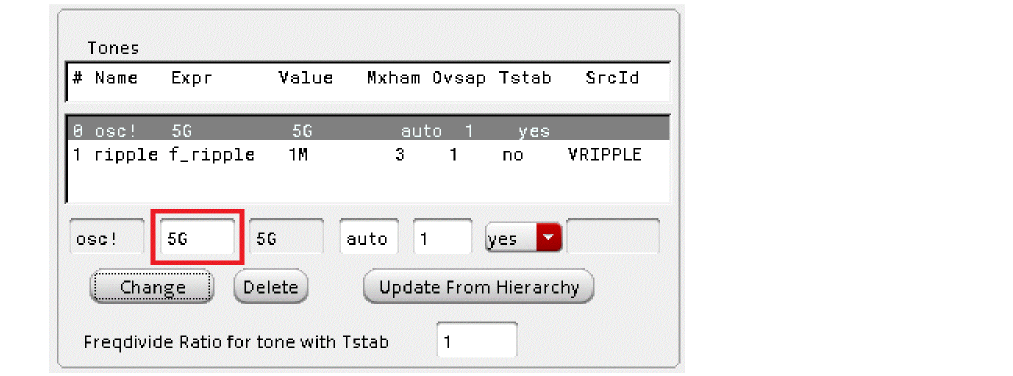 Tones
# Name Expr Value Mxham Ovsap Tstab SrcId
0 osc! 5G 5G auto 1 yes
1 ripple f_ripple 1M 3 1 no VRIPPLE
osc! 5G 5G auto 1 yes
Change Delete Update From Hierarchy
Freqdivide Ratio for tone with Tstab 1